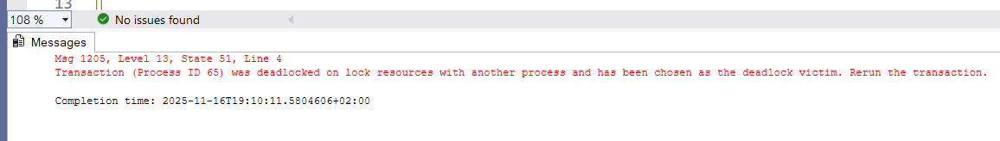 13
108 %
No issues found
Messages
Msg 1205, Level 13, State 51, Line 4
Transaction (Process ID 65) was deadlocked on lock resources with another process and has been chosen as the deadlock victim. Rerun the transaction.
Completion time: 2025-11-16T19:10:11.5804606+02:00